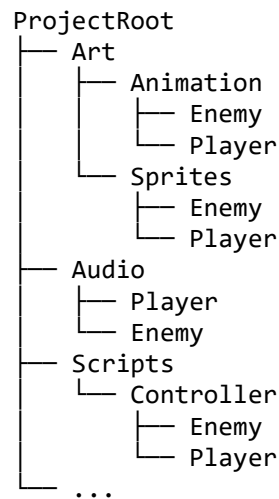 ProjectRoot
├── Art
│   ├── Animation
│   │   ├── Enemy
│   │   └── Player
│   └── Sprites
│       ├── Enemy
│       └── Player
├── Audio
│   ├── Player
│   └── Enemy
├── Scripts
│   └── Controller
│       ├── Enemy
│       └── Player
└── ...